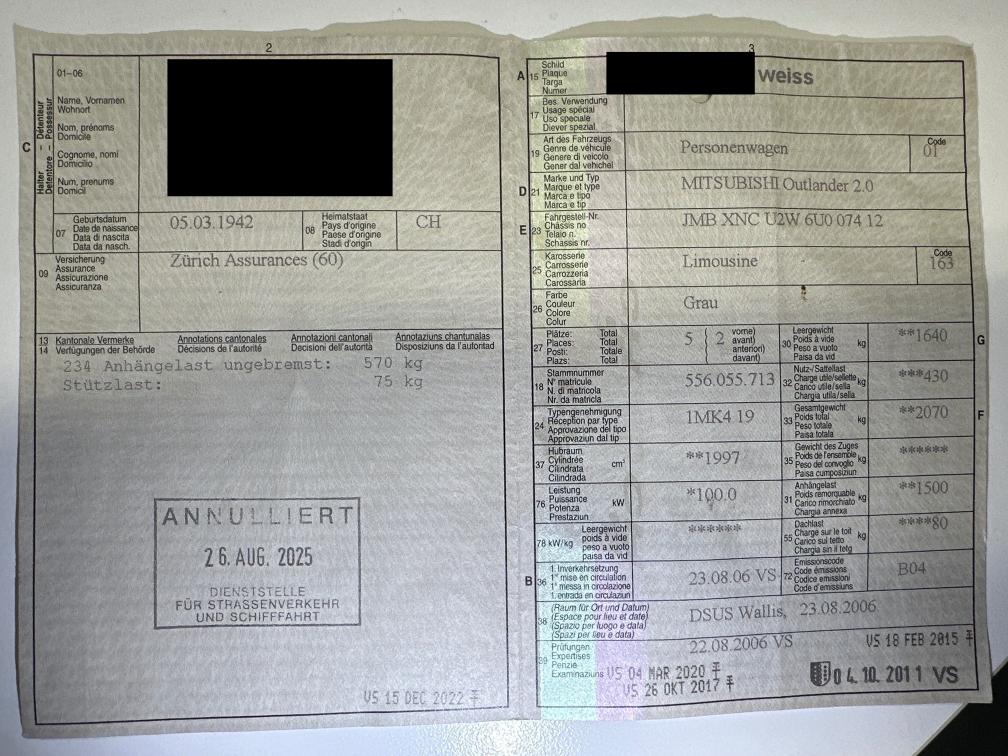 2
C
Halter – Détenteur
Detentore – Possessur
01–06
Name, Vornamen
Wohnort
Nom, prénoms
Domicile
Cognome, nomi
Domicilio
Num, prenums
Domicil
07
Geburtsdatum
Date de naissance
Data di nascita
Data da nasch.
05.03.1942
08
Heimatstaat
Pays d'origine
Paese d'origine
Stadi d'origin
CH
09
Versicherung
Assurance
Assicurazione
Assicuranza
Zürich Assurances (60)
13
14
Kantonale Vermerke
Verfügungen der Behörde
Annotations cantonales
Décisions de l'autorité
Annotazioni cantonali
Decisioni dell'autorità
Annotaziuns chantunalas
Disposiziuns da l'autoritad
234 Anhängelast ungebremst: 570 kg
Stützlast: 75 kg
ANNULLIERT
26. AUG. 2025
DIENSTSTELLE
FÜR STRASSENVERKEHR
UND SCHIFFFAHRT
VS 15 DEC 2022
3
A
15
Schild
Plaque
Targa
Numer
Weiss
17
Bes. Verwendung
Usage spécial
Uso speciale
Diever spezial
19
Art des Fahrzeugs
Genre de véhicule
Genere di veicolo
Gener dal vehichel
Personenwagen
Code
01
D
21
Marke und Typ
Marque et type
Marca e tipo
Marca e tip
MITSUBISHI Outlander 2.0
E
23
Fahrgestell-Nr.
Châssis no
Telaio n.
Schassis nr.
JMB XNC U2W 6U0 074 12
25
Karosserie
Carrosserie
Carrozzeria
Carossaria
Limousine
Code
163
26
Farbe
Couleur
Colore
Colur
Grau
27
Plätze: Total
Places: Total
Posti: Totale
Plazs: Total
5 ( 2
vorne)
avant)
anteriori)
davant)
30
Leergewicht
Poids à vide
Peso a vuoto
Paisa da vid
kg
**1640
G
18
Stammnummer
N° matricule
N. di matricola
Nr. da matricla
556.055.713
32
Nutz-/Sattellast
Charge utile/sellette
Carico utile/sella
Chargia utila/sella
kg
***430
24
Typengenehmigung
Réception par type
Approvazione del tipo
Approvaziun dal tip
1MK4 19
33
Gesamtgewicht
Poids total
Peso totale
Paisa totala
kg
**2070
F
37
Hubraum
Cylindrée
Cilindrata
Cilindrada
cm³
**1997
35
Gewicht des Zuges
Poids de l'ensemble
Peso del convoglio
Paisa cumposiziun
kg
******
76
Leistung
Puissance
Potenza
Prestaziun
kW
*100.0
31
Anhängelast
Poids remorquable
Carico rimorchiato
Chargia annexa
kg
**1500
78 kW/kg
Leergewicht
poids à vide
peso a vuoto
paisa da vid
******
55
Dachlast
Charge sur le toit
Carico sul tetto
Chargia sin il tetg
kg
****80
B
36
1. Inverkehrsetzung
1re mise en circulation
1a messa in circolazione
1. entrada en circulaziun
23.08.06 VS
72
Emissionscode
Code émissions
Codice emissioni
Code d'emissiuns
B04
38
(Raum für Ort und Datum)
(Espace pour lieu et date)
(Spazio per luogo e data)
(Spazi per lieu e data)
DSUS Wallis, 23.08.2006
39
Prüfungen
Expertises
Perizie
Examinaziuns
22.08.2006 VS
VS 18 FEB 2015
VS 04 MAR 2020
VS 26 OKT 2017
04.10.2011 VS